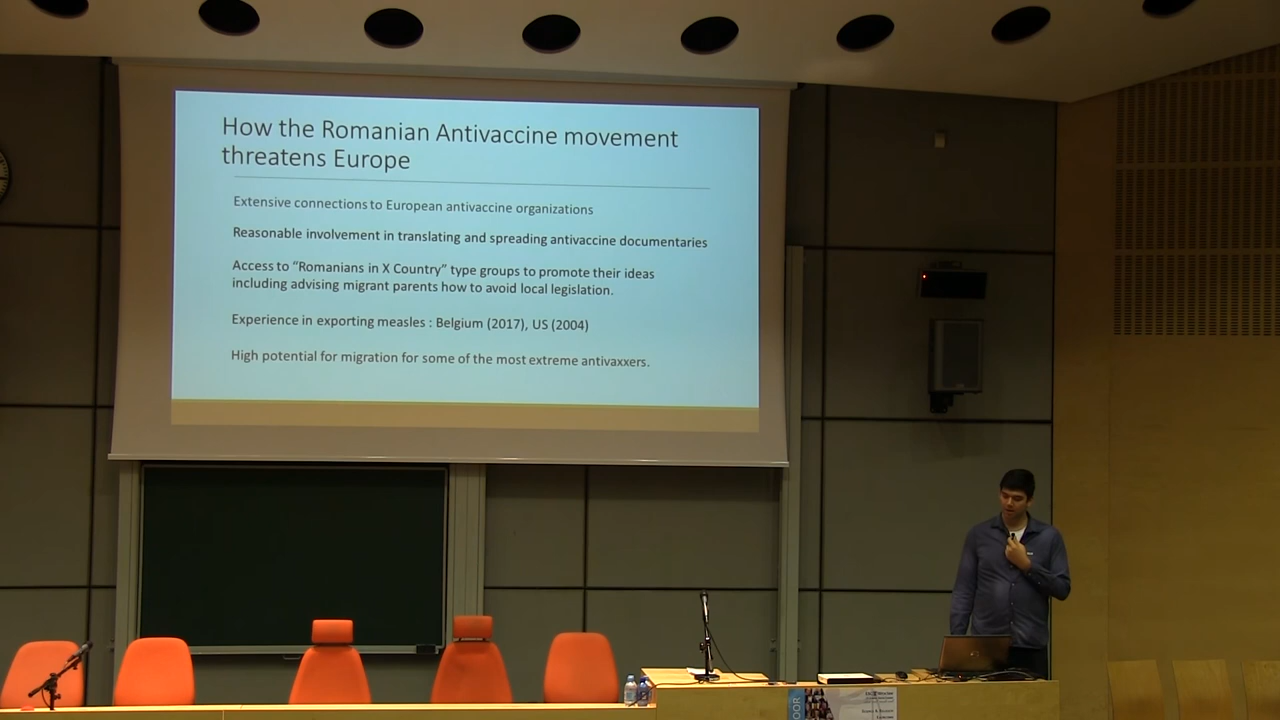 How the Romanian Antivaccine movement
threatens Europe
Extensive connections to European antivaccine organizations
Reasonable involvement in translating and spreading antivaccine documentaries
Access to “Romanians in X Country” type groups to promote their ideas
including advising migrant parents how to avoid local legislation.
Experience in exporting measles : Belgium (2017), US (2004)
High potential for migration for some of the most extreme antivaxxers.